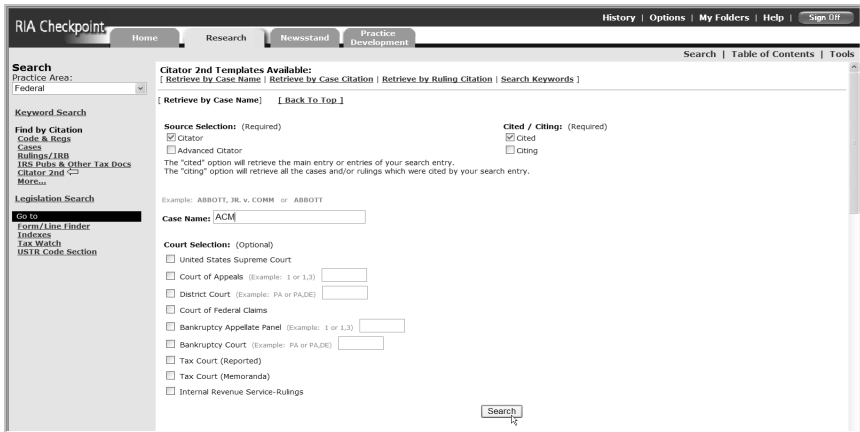 RIA Checkpoint
History | Options | My Folders | Help | Sign Off
Home Research Newsstand Practice Development
Search | Table of Contents | Tools
Search
Practice Area:
Federal
Keyword Search
Find by Citation
Code & Regs
Cases
Rulings/IRB
IRS Pubs & Other Tax Docs
Citator 2nd
More...
Legislation Search
Go to
Form/Line Finder
Indexes
Tax Watch
USTR Code Section
Citator 2nd Templates Available:
[ Retrieve by Case Name | Retrieve by Case Citation | Retrieve by Ruling Citation | Search Keywords ]
[ Retrieve by Case Name] [ Back To Top ]
Source Selection: (Required)
Citator
Advanced Citator
Cited / Citing: (Required)
Cited
Citing
The "cited" option will retrieve the main entry or entries of your search entry.
The "citing" option will retrieve all the cases and/or rulings which were cited by your search entry.
Example: ABBOTT, JR. v. COMM or ABBOTT
Case Name: ACM
Court Selection: (Optional)
United States Supreme Court
Court of Appeals (Example: 1 or 1,3)
District Court (Example: PA or PA,DE)
Court of Federal Claims
Bankruptcy Appellate Panel (Example: 1 or 1,3)
Bankruptcy Court (Example: PA or PA,DE)
Tax Court (Reported)
Tax Court (Memoranda)
Internal Revenue Service-Rulings
Search